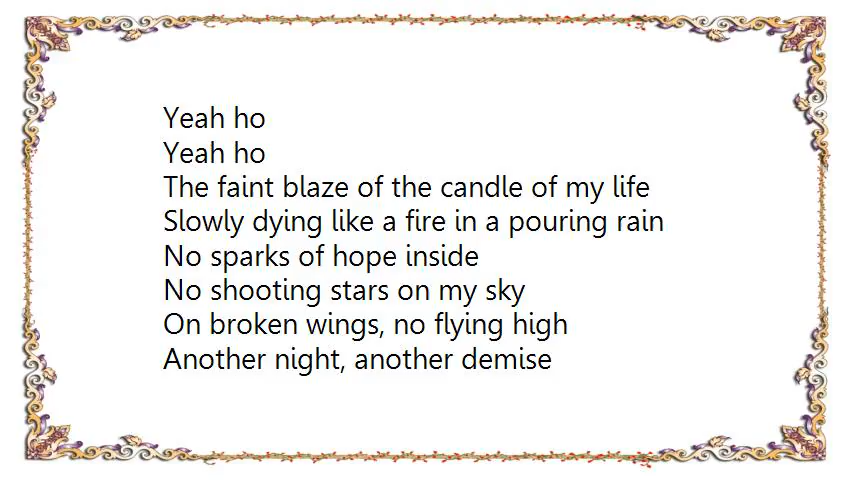 Yeah ho
Yeah ho
The faint blaze of the candle of my life
Slowly dying like a fire in a pouring rain
No sparks of hope inside
No shooting stars on my sky
On broken wings, no flying high
Another night, another demise